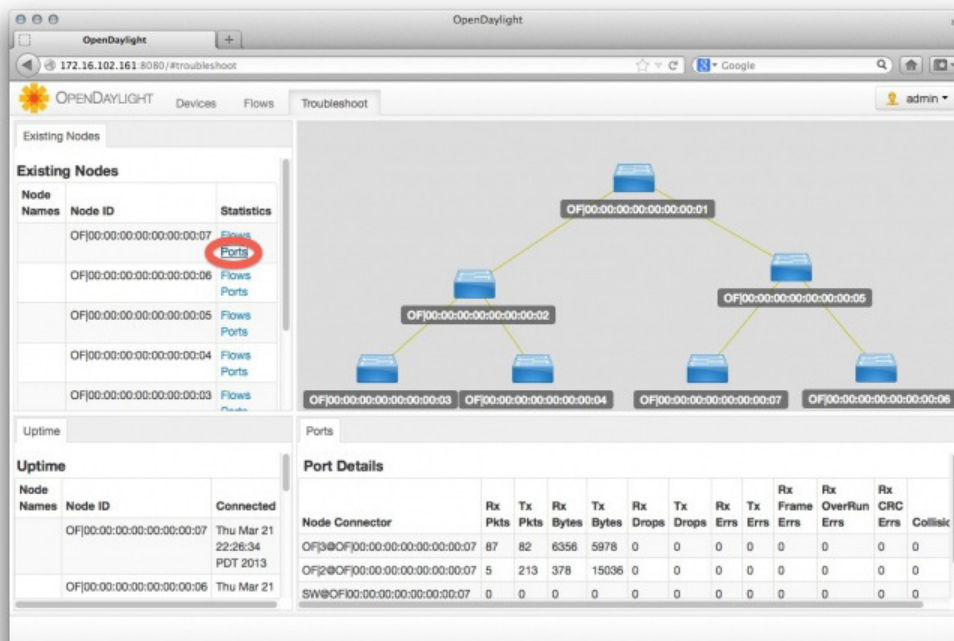 OpenDaylight
OpenDaylight
172.16.102.161:8080/#troubleshoot
Google
OPENDAYLIGHT
Devices
Flows
Troubleshoot
admin
Existing Nodes
Existing Nodes
Node Names Node ID Statistics
OF|00:00:00:00:00:00:00:07 Flows
Ports
OF|00:00:00:00:00:00:00:06 Flows
Ports
OF|00:00:00:00:00:00:00:05 Flows
Ports
OF|00:00:00:00:00:00:00:04 Flows
Ports
OF|00:00:00:00:00:00:00:03 Flows
Ports
OF|00:00:00:00:00:00:00:01
OF|00:00:00:00:00:00:00:02
OF|00:00:00:00:00:00:00:05
OF|00:00:00:00:00:00:00:03
OF|00:00:00:00:00:00:00:04
OF|00:00:00:00:00:00:00:07
OF|00:00:00:00:00:00:00:06
Uptime
Uptime
Node Names Node ID Connected
OF|00:00:00:00:00:00:00:07 Thu Mar 21
22:26:34
PDT 2013
OF|00:00:00:00:00:00:00:06 Thu Mar 21
Ports
Port Details
Node Connector Rx Pkts Tx Pkts Rx Bytes Tx Bytes Rx Drops Tx Drops Rx Errs Tx Errs Rx Frame Errs Rx OverRun Errs Rx CRC Errs Collisic
OF|3@OF|00:00:00:00:00:00:00:07 87 82 6356 5978 0 0 0 0 0 0 0 0
OF|2@OF|00:00:00:00:00:00:00:07 5 213 378 15036 0 0 0 0 0 0 0 0
SW@OF|00:00:00:00:00:00:00:07 0 0 0 0 0 0 0 0 0 0 0 0